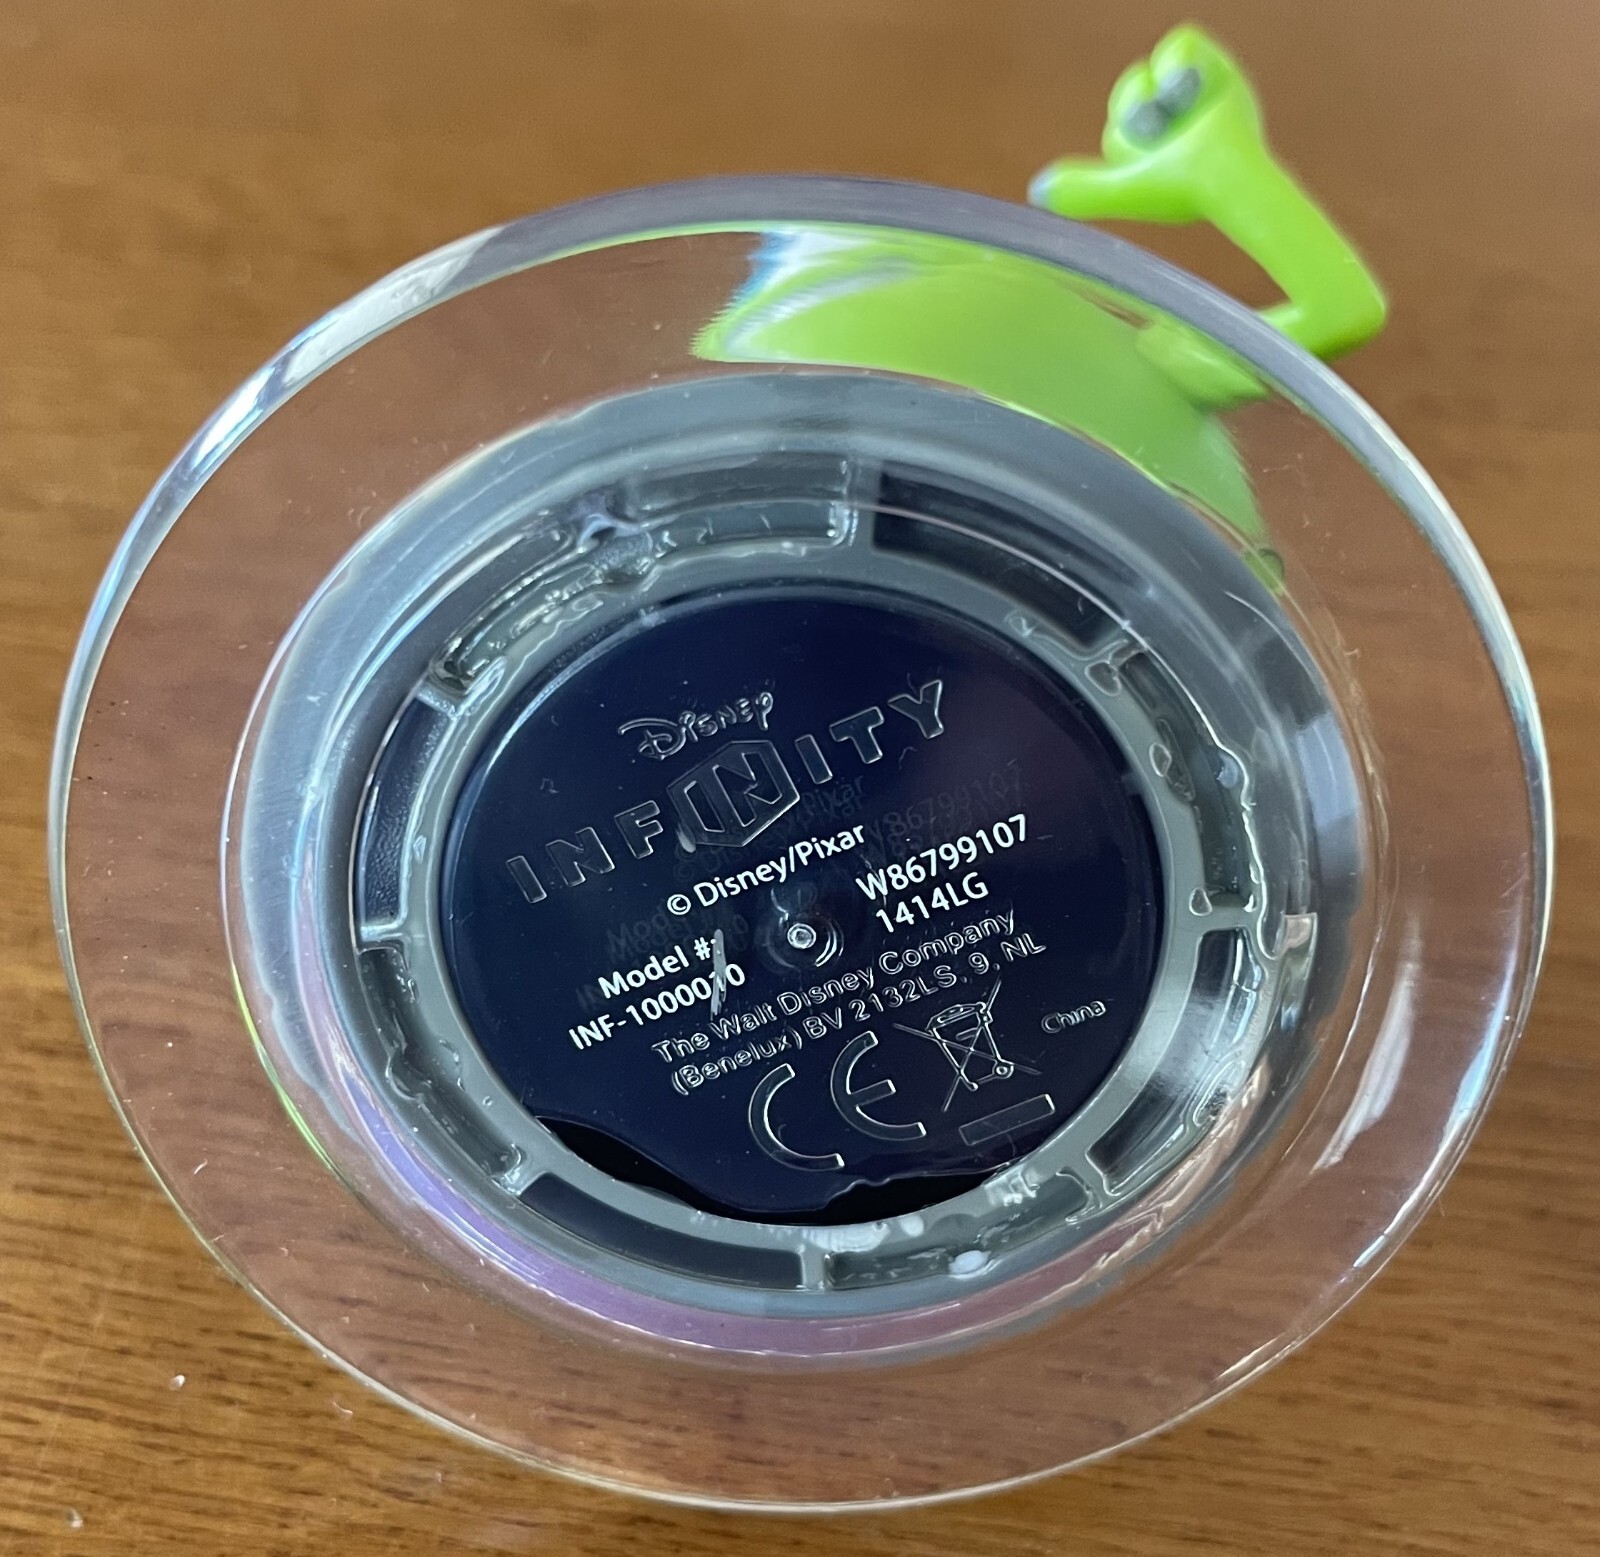 Disney
INFINITY
© Disney/Pixar
W86799107
1414LG
Model #:
INF-1000010
The Walt Disney Company
(Benelux) BV 2132LS, 9, NL
CE
China